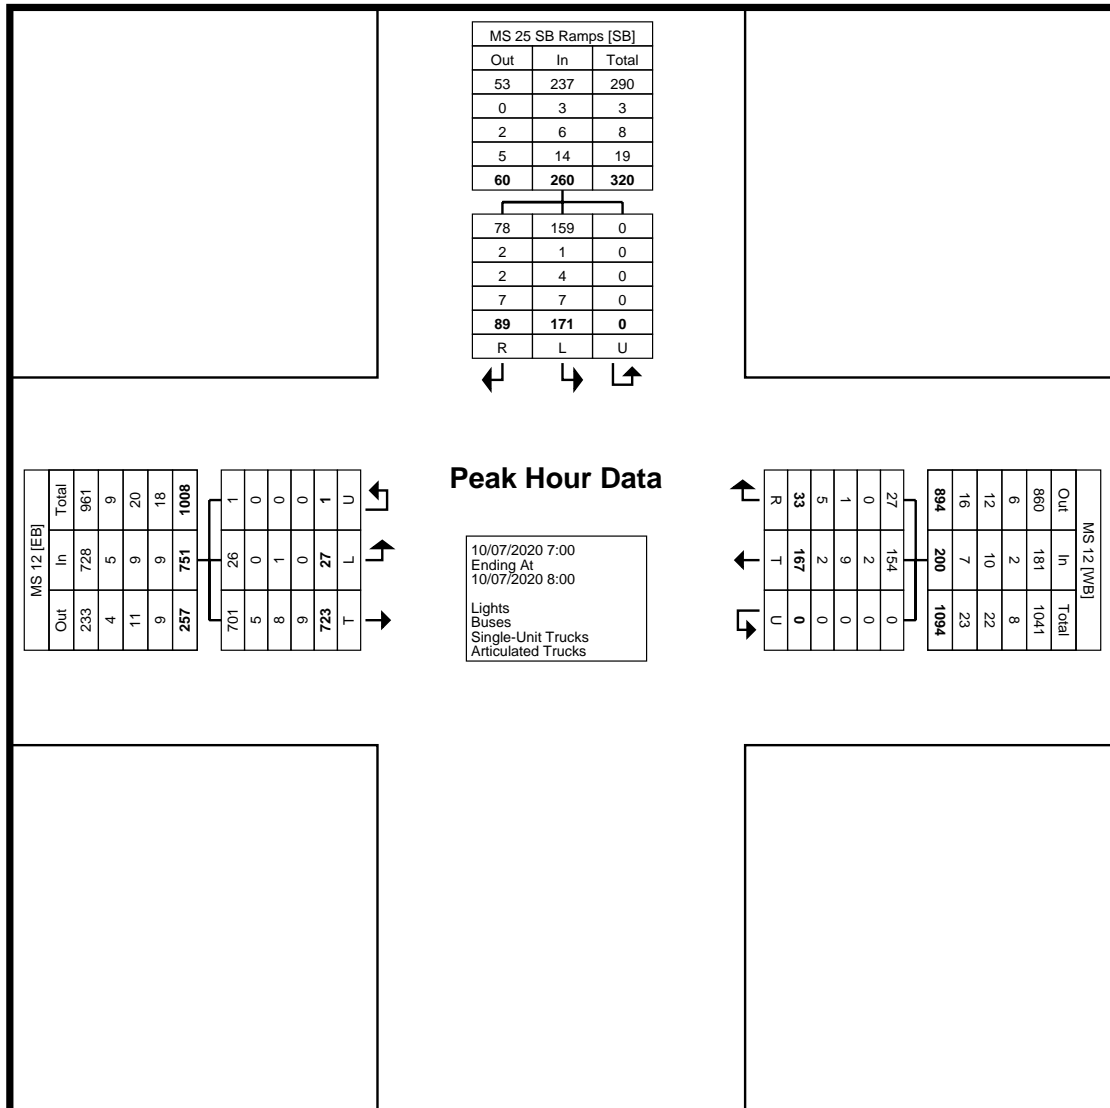 MS 25 SB Ramps [SB]
Out In Total
53 237 290
0 3 3
2 6 8
5 14 19
60 260 320
78 159 0
2 1 0
2 4 0
7 7 0
89 171 0
R L U
Peak Hour Data
10/07/2020 7:00
Ending At
10/07/2020 8:00
Lights
Buses
Single-Unit Trucks
Articulated Trucks
MS 12 [EB]
Out In Total
233 728 961
4 5 9
11 9 20
9 9 18
257 751 1008
701 26 1
5 0 0
8 1 0
9 0 0
723 27 1
T L U
MS 12 [WB]
Out In Total
860 181 1041
6 2 8
12 10 22
16 7 23
894 200 1094
27 154 0
0 2 0
1 9 0
5 2 0
33 167 0
R T U